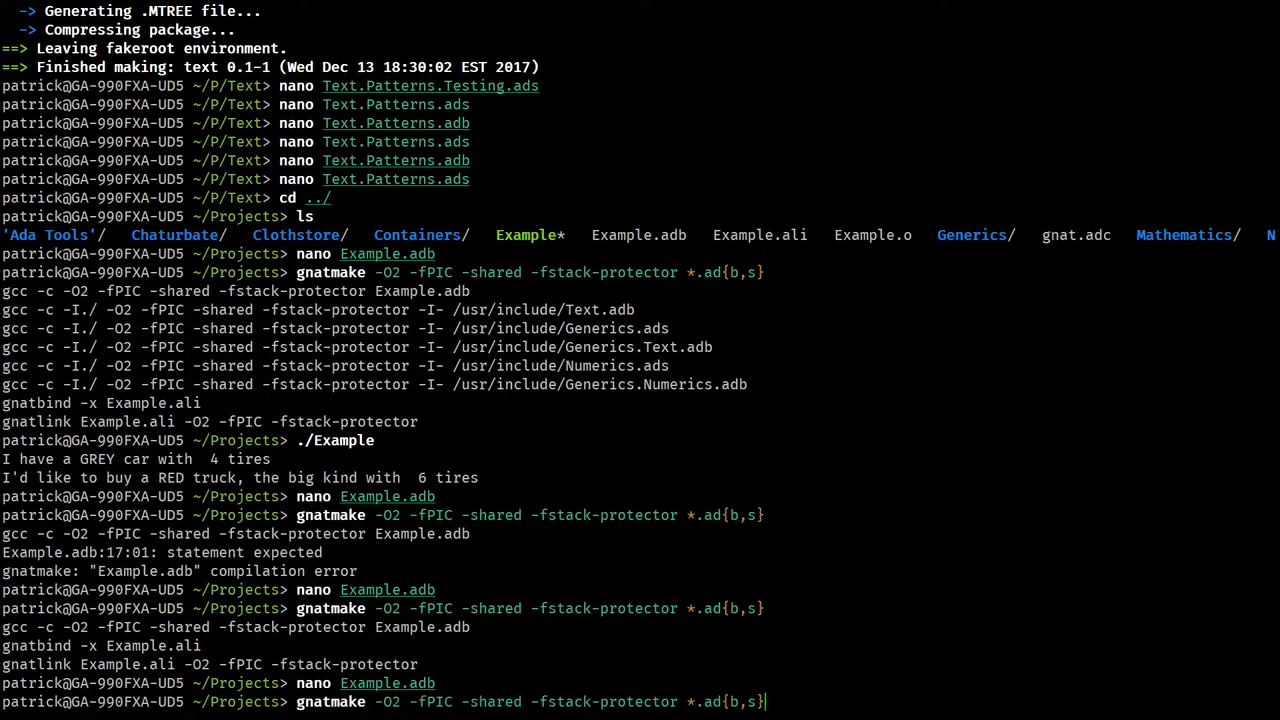 -> Generating .MTREE file...
-> Compressing package...
==> Leaving fakeroot environment.
==> Finished making: text 0.1-1 (Wed Dec 13 18:30:02 EST 2017)
patrick@GA-990FXA-UD5 ~/P/Text> nano Text.Patterns.Testing.ads
patrick@GA-990FXA-UD5 ~/P/Text> nano Text.Patterns.ads
patrick@GA-990FXA-UD5 ~/P/Text> nano Text.Patterns.adb
patrick@GA-990FXA-UD5 ~/P/Text> nano Text.Patterns.ads
patrick@GA-990FXA-UD5 ~/P/Text> nano Text.Patterns.adb
patrick@GA-990FXA-UD5 ~/P/Text> nano Text.Patterns.ads
patrick@GA-990FXA-UD5 ~/P/Text> cd ../
patrick@GA-990FXA-UD5 ~/Projects> ls
'Ada Tools'/ Chaturbate/ Clothstore/ Containers/ Example* Example.adb Example.ali Example.o Generics/ gnat.adc Mathematics/ N
patrick@GA-990FXA-UD5 ~/Projects> nano Example.adb
patrick@GA-990FXA-UD5 ~/Projects> gnatmake -O2 -fPIC -shared -fstack-protector *.ad{b,s}
gcc -c -O2 -fPIC -shared -fstack-protector Example.adb
gcc -c -I./ -O2 -fPIC -shared -fstack-protector -I- /usr/include/Text.adb
gcc -c -I./ -O2 -fPIC -shared -fstack-protector -I- /usr/include/Generics.ads
gcc -c -I./ -O2 -fPIC -shared -fstack-protector -I- /usr/include/Generics.Text.adb
gcc -c -I./ -O2 -fPIC -shared -fstack-protector -I- /usr/include/Numerics.ads
gcc -c -I./ -O2 -fPIC -shared -fstack-protector -I- /usr/include/Generics.Numerics.adb
gnatbind -x Example.ali
gnatlink Example.ali -O2 -fPIC -fstack-protector
patrick@GA-990FXA-UD5 ~/Projects> ./Example
I have a GREY car with  4 tires
I'd like to buy a RED truck, the big kind with  6 tires
patrick@GA-990FXA-UD5 ~/Projects> nano Example.adb
patrick@GA-990FXA-UD5 ~/Projects> gnatmake -O2 -fPIC -shared -fstack-protector *.ad{b,s}
gcc -c -O2 -fPIC -shared -fstack-protector Example.adb
Example.adb:17:01: statement expected
gnatmake: "Example.adb" compilation error
patrick@GA-990FXA-UD5 ~/Projects> nano Example.adb
patrick@GA-990FXA-UD5 ~/Projects> gnatmake -O2 -fPIC -shared -fstack-protector *.ad{b,s}
gcc -c -O2 -fPIC -shared -fstack-protector Example.adb
gnatbind -x Example.ali
gnatlink Example.ali -O2 -fPIC -fstack-protector
patrick@GA-990FXA-UD5 ~/Projects> nano Example.adb
patrick@GA-990FXA-UD5 ~/Projects> gnatmake -O2 -fPIC -shared -fstack-protector *.ad{b,s}